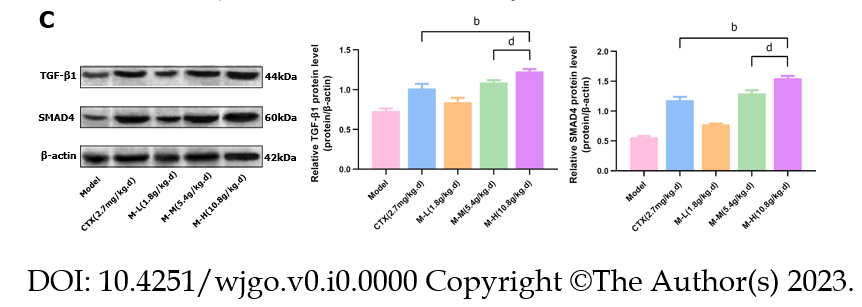 C
TGF-β1
44kDa
SMAD4
60kDa
β-actin
42kDa
Model
CTX(2.7mg/kg.d)
M-L(1.8g/kg.d)
M-M(5.4g/kg.d)
M-H(10.8g/kg.d)
Relative TGF-β1 protein level
(protein/β-actin)
1.5
1.0
0.5
0.0
b
d
Model
CTX(2.7mg/kg.d)
M-L(1.8g/kg.d)
M-M(5.4g/kg.d)
M-H(10.8g/kg.d)
Relative SMAD4 protein level
(protein/β-actin)
2.0
1.5
1.0
0.5
0.0
b
d
Model
CTX(2.7mg/kg.d)
M-L(1.8g/kg.d)
M-M(5.4g/kg.d)
M-H(10.8g/kg.d)
DOI: 10.4251/wjgo.v0.i0.0000 Copyright ©The Author(s) 2023.